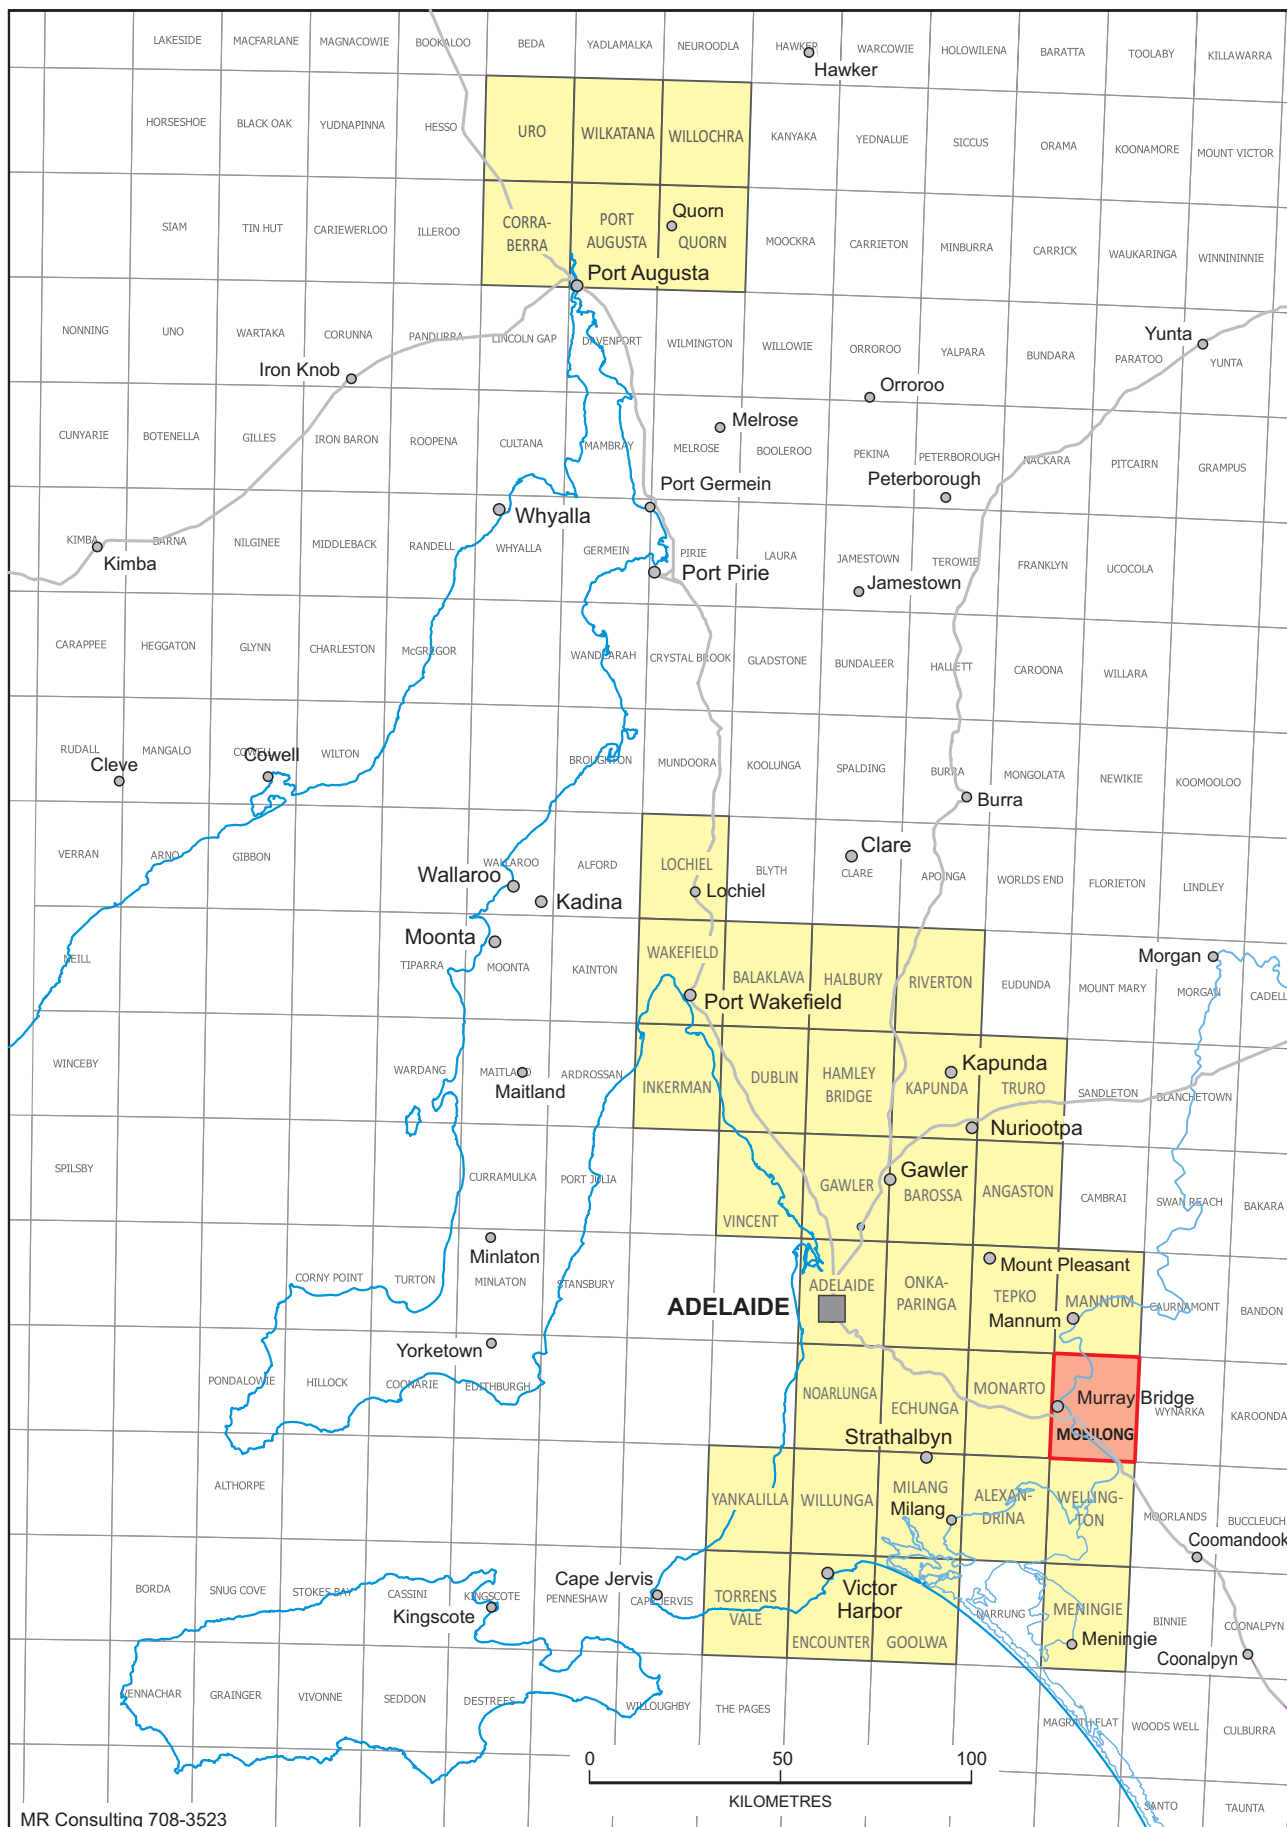 LAKESIDE MACFARLANE MAGNACOWIE BOOKALOO BEDA YADLAMALKA NEUROODLA HAWKER WARCOWIE HOLOWILENA BARATTA TOOLABY KILLAWARRA
Hawker
HORSESHOE BLACK OAK YUDNAPINNA HESSO URO WILKATANA WILLOCHRA KANYAKA YEDNALUE SICCUS ORAMA KOONAMORE MOUNT VICTOR
Quorn
SIAM TIN HUT CARIEWERLOO ILLEROO CORRA- PORT QUORN MOOCKRA CARRIETON MINBURRA CARRICK WAUKARINGA WINNININNIE
BERRA AUGUSTA
Port Augusta
NONNING UNO WARTAKA CORUNNA PANDURRA LINCOLN GAP DAVENPORT WILMINGTON WILLOWIE ORROROO YALPARA BUNDARA PARATOO YUNTA
Yunta
Iron Knob
Orroroo
Melrose
CUNYARIE BOTENELLA GILLES IRON BARON ROOPENA CULTANA MAMBRAY MELROSE BOOLEROO PEKINA PETERBOROUGH NACKARA PITCAIRN GRAMPUS
Port Germein Peterborough
Whyalla
KIMBA BARNA NILGINEE MIDDLEBACK RANDELL WHYALLA GERMEIN PIRIE LAURA JAMESTOWN TEROWIE FRANKLYN UCOCOLA
Kimba Port Pirie Jamestown
CARAPPEE HEGGATON GLYNN CHARLESTON McGREGOR WANDEARAH CRYSTAL BROOK GLADSTONE BUNDALEER HALLETT CAROONA WILLARA
RUDALL MANGALO COWELL WILTON BROUGHTON MUNDOORA KOOLUNGA SPALDING BURRA MONGOLATA NEWIKIE KOOMOOLOO
Cleve Cowell
Burra
Clare
VERRAN ARNO GIBBON WALLAROO ALFORD LOCHIEL BLYTH CLARE APOINGA WORLDS END FLORIETON LINDLEY
Wallaroo Lochiel
Kadina
Moonta
Morgan
NEILL TIPARRA MOONTA KAINTON WAKEFIELD BALAKLAVA HALBURY RIVERTON EUDUNDA MOUNT MARY MORGAN CADELL
Port Wakefield
WINCEBY WARDANG MAITLAND ARDROSSAN INKERMAN DUBLIN HAMLEY KAPUNDA TRURO SANDLETON BLANCHETOWN
BRIDGE
Kapunda
Maitland
Nuriootpa
SPILSBY CURRAMULKA PORT JULIA VINCENT GAWLER BAROSSA ANGASTON CAMBRAI SWAN REACH BAKARA
Gawler
Minlaton
Mount Pleasant
CORNY POINT TURTON MINLATON STANSBURY ADELAIDE ONKA- TEPKO MANNUM CAURNAMONT BANDON
PARINGA
ADELAIDE
Mannum
Yorketown
PONDALOWIE HILLOCK COONARIE EDITHBURGH NOARLUNGA ECHUNGA MONARTO MOBILONG WYNARKA KAROONDA
Murray Bridge
Strathalbyn
ALTHORPE YANKALILLA WILLUNGA MILANG ALEXAN- WELLING- MOORLANDS BUCCLEUCH
DRINA TON
Milang
Coomandook
BORDA SNUG COVE STOKES BAY CASSINI KINGSCOTE PENNESHAW CAPE JERVIS TORRENS ENCOUNTER GOOLWA NARRUNG MENINGIE BINNIE COONALPYN
VALE
Cape Jervis Victor
Harbor
Kingscote
Meningie
Coonalpyn
VENNACHAR GRAINGER VIVONNE SEDDON DESTREES WILLOUGHBY THE PAGES MAGRATH FLAT WOODS WELL CULBURRA
0 50 100
KILOMETRES
SANTO TAUNTA
MR Consulting 708-3523